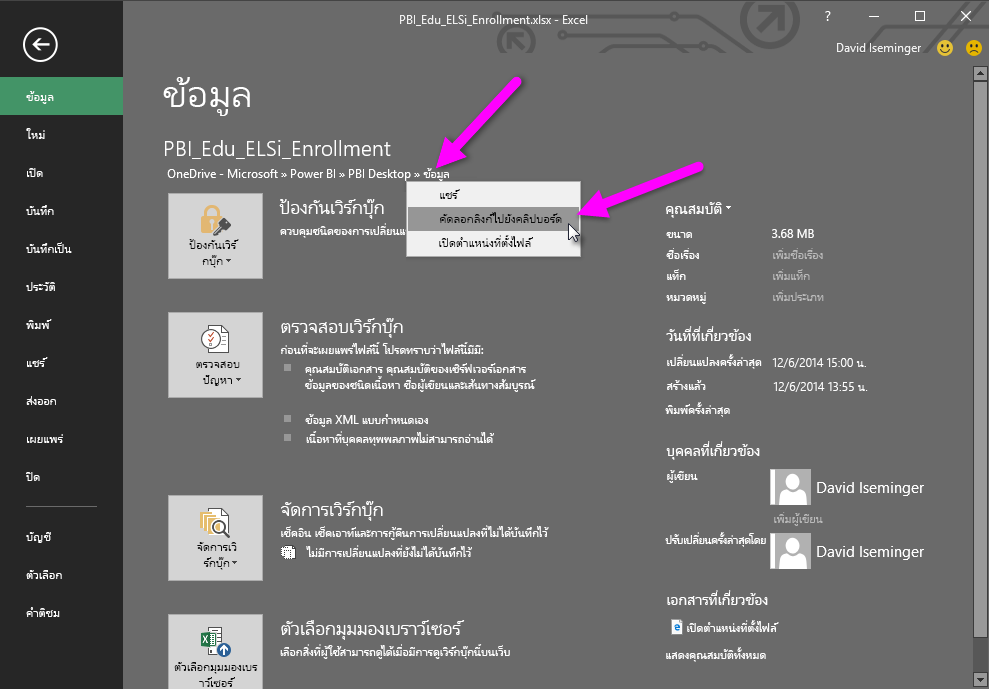 PBI_Edu_ELSi_Enrollment.xlsx - Excel
?
David Iseminger
ข้อมูล
ใหม่
เปิด
บันทึก
บันทึกเป็น
ประวัติ
พิมพ์
แชร์
ส่งออก
เผยแพร่
ปิด
บัญชี
ตัวเลือก
คำติชม
ข้อมูล
PBI_Edu_ELSi_Enrollment
OneDrive - Microsoft » Power BI » PBI Desktop » ข้อมูล
แชร์
คัดลอกลิงก์ไปยังคลิปบอร์ด
เปิดตำแหน่งที่ตั้งไฟล์
ป้องกันเวิร์
กบุ๊ก
ป้องกันเวิร์กบุ๊ก
ควบคุมชนิดของการเปลี่ยนแ
ตรวจสอบ
ปัญหา
ตรวจสอบเวิร์กบุ๊ก
ก่อนที่จะเผยแพร่ไฟล์นี้ โปรดทราบว่าไฟล์นี้มีมี:
คุณสมบัติเอกสาร คุณสมบัติของเซิร์ฟเวอร์เอกสาร
ข้อมูลของชนิดเนื้อหา ชื่อผู้เขียนและเส้นทางสัมบูรณ์
ข้อมูล XML แบบกำหนดเอง
เนื้อหาที่บุคคลทุพพลภาพไม่สามารถอ่านได้
จัดการเวิ
ร์กบุ๊ก
จัดการเวิร์กบุ๊ก
เช็คอิน เช็คเอาท์และการกู้คืนการเปลี่ยนแปลงที่ไม่ได้บันทึกไว้
ไม่มีการเปลี่ยนแปลงที่ยังไม่ได้บันทึกไว้
ตัวเลือกมุมมองเบร
าว์เซอร์
ตัวเลือกมุมมองเบราว์เซอร์
เลือกสิ่งที่ผู้ใช้สามารถดูได้เมื่อมีการดูเวิร์กบุ๊กนี้บนเว็บ
คุณสมบัติ
ขนาด 3.68 MB
ชื่อเรื่อง เพิ่มชื่อเรื่อง
แท็ก เพิ่มแท็ก
หมวดหมู่ เพิ่มประเภท
วันที่ที่เกี่ยวข้อง
เปลี่ยนแปลงครั้งล่าสุด 12/6/2014 15:00 น.
สร้างแล้ว 12/6/2014 13:55 น.
พิมพ์ครั้งล่าสุด
บุคคลที่เกี่ยวข้อง
ผู้เขียน
David Iseminger
เพิ่มผู้เขียน
ปรับเปลี่ยนครั้งล่าสุดโดย
David Iseminger
เอกสารที่เกี่ยวข้อง
เปิดตำแหน่งที่ตั้งไฟล์
แสดงคุณสมบัติทั้งหมด